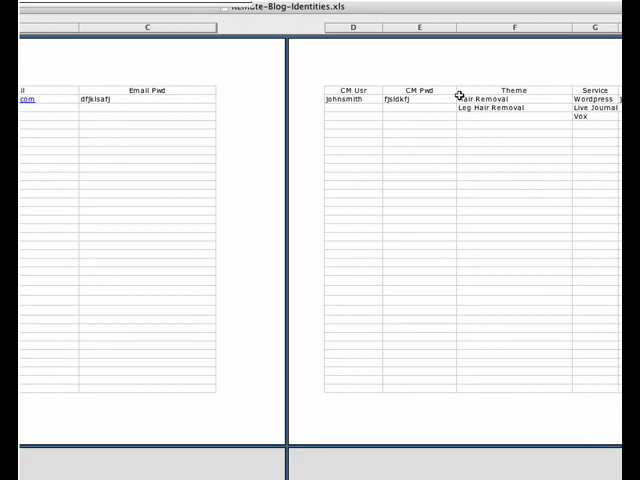 Remote-Blog-Identities.xls
C D E F G
il Email Pwd CM Usr CM Pwd Theme Service
com dfjklsafj johnsmith fjsldkfj Hair Removal Wordpress
Leg Hair Removal Live Journal
Vox